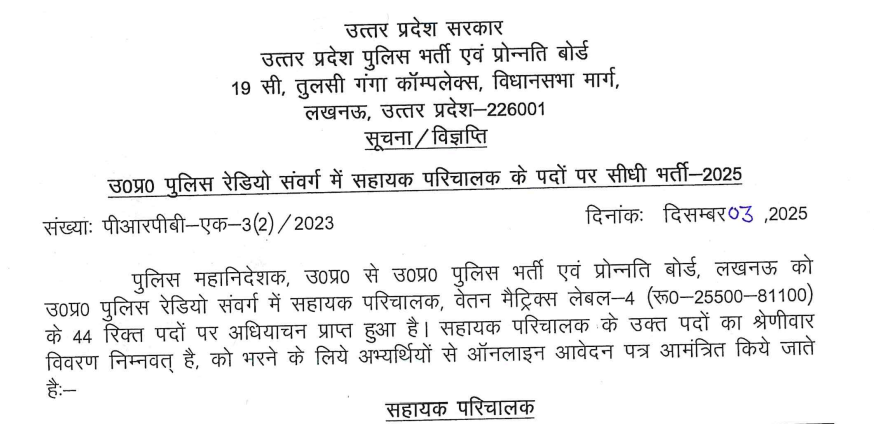 उत्तर प्रदेश सरकार
उत्तर प्रदेश पुलिस भर्ती एवं प्रोन्नति बोर्ड
19 सी, तुलसी गंगा कॉम्पलेक्स, विधानसभा मार्ग,
लखनऊ, उत्तर प्रदेश–226001
सूचना/विज्ञप्ति
उ0प्र0 पुलिस रेडियो संवर्ग में सहायक परिचालक के पदों पर सीधी भर्ती–2025
संख्याः पीआरपीबी–एक–3(2)/2023 दिनांकः दिसम्बर03 ,2025
पुलिस महानिदेशक, उ0प्र0 से उ0प्र0 पुलिस भर्ती एवं प्रोन्नति बोर्ड, लखनऊ को
उ0प्र0 पुलिस रेडियो संवर्ग में सहायक परिचालक, वेतन मैट्रिक्स लेबल–4 (रू0–25500–81100)
के 44 रिक्त पदों पर अधियाचन प्राप्त हुआ है। सहायक परिचालक के उक्त पदों का श्रेणीवार
विवरण निम्नवत् है, को भरने के लिये अभ्यर्थियों से ऑनलाइन आवेदन पत्र आमंत्रित किये जाते
हैः–
सहायक परिचालक